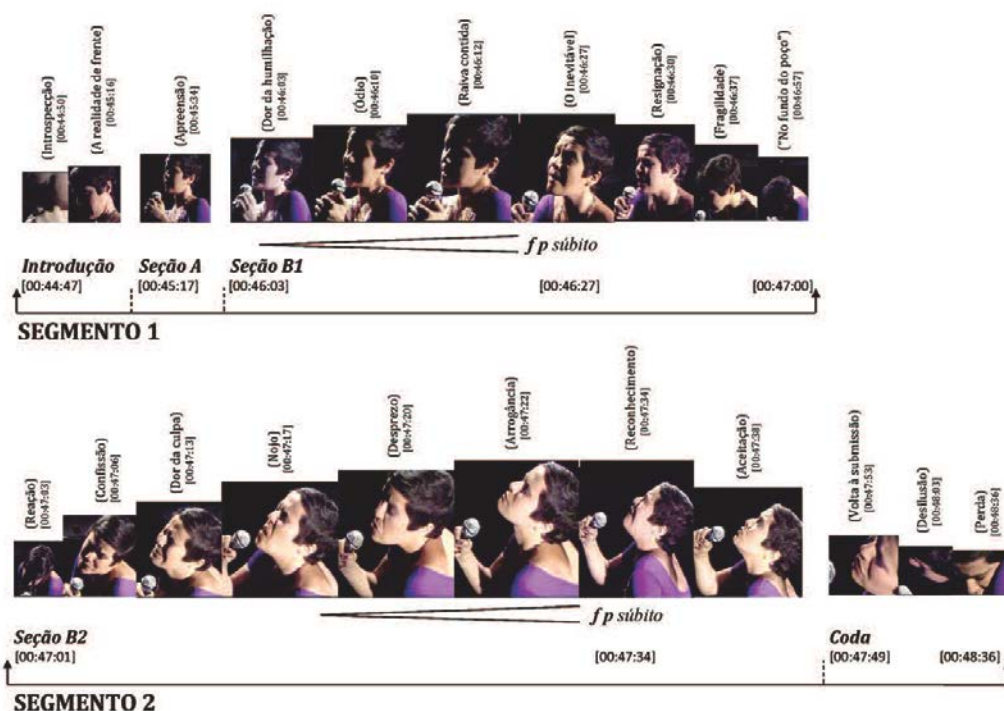 (Introspecção)
[00:44:50]
(A realidade de frente)
[00:45:16]
(Apreensão)
[00:45:34]
(Dor da humilhação)
[00:46:03]
(Ódio)
[00:46:10]
(Raiva contida)
[00:46:12]
(O inevitável)
[00:46:27]
(Resignação)
[00:46:30]
(Fragilidade)
[00:46:37]
("No fundo do poço")
[00:46:57]
f p súbito
Introdução
[00:44:47]
Seção A
[00:45:17]
Seção B1
[00:46:03]
[00:46:27]
[00:47:00]
SEGMENTO 1
(Reação)
[00:47:03]
(Confissão)
[00:47:06]
(Dor da culpa)
[00:47:13]
(Nojo)
[00:47:17]
(Desprezo)
[00:47:20]
(Arrogância)
[00:47:22]
(Reconhecimento)
[00:47:34]
(Aceitação)
[00:47:38]
(Volta à submissão)
[00:47:53]
(Desilusão)
[00:48:03]
(Perda)
[00:48:36]
f p súbito
Seção B2
[00:47:01]
[00:47:34]
Coda
[00:47:49]
[00:48:36]
SEGMENTO 2